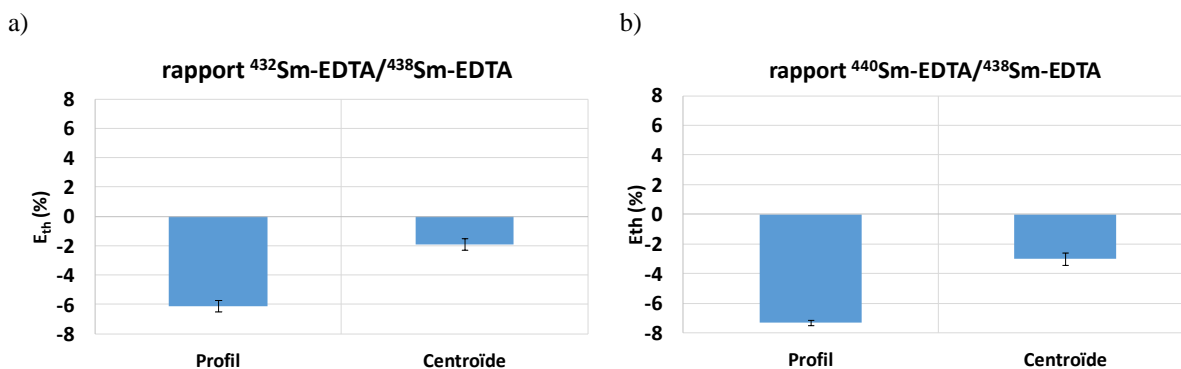 a)
rapport ⁴³²Sm-EDTA/⁴³⁸Sm-EDTA
8
6
4
2
0
-2
-4
-6
-8
Eth (%)
Profil Centroïde
b)
rapport ⁴⁴⁰Sm-EDTA/⁴³⁸Sm-EDTA
8
6
4
2
0
-2
-4
-6
-8
Eth (%)
Profil Centroïde